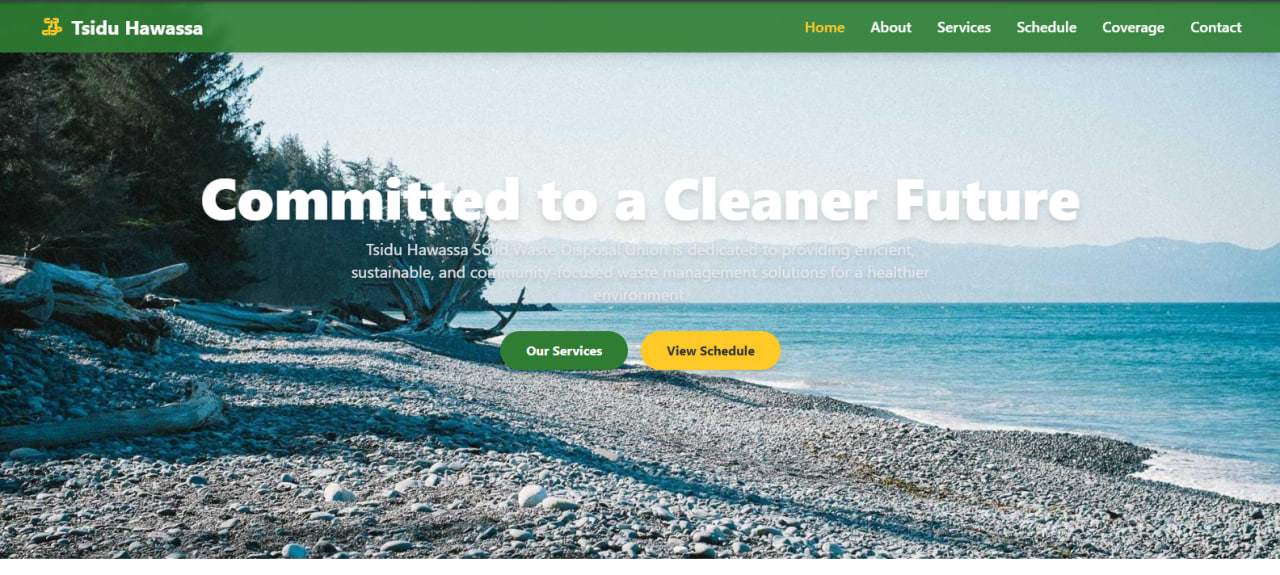 Tsidu Hawassa
Home About Services Schedule Coverage Contact
Committed to a Cleaner Future
Tsidu Hawassa Solid Waste Disposal Union is dedicated to providing efficient,
sustainable, and community-focused waste management solutions for a healthier
environment.
Our Services
View Schedule